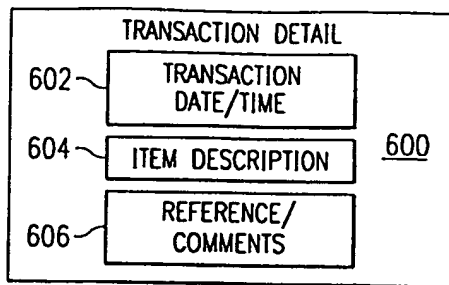 TRANSACTION DETAIL
602
TRANSACTION
DATE/TIME
604
ITEM DESCRIPTION
600
606
REFERENCE/
COMMENTS